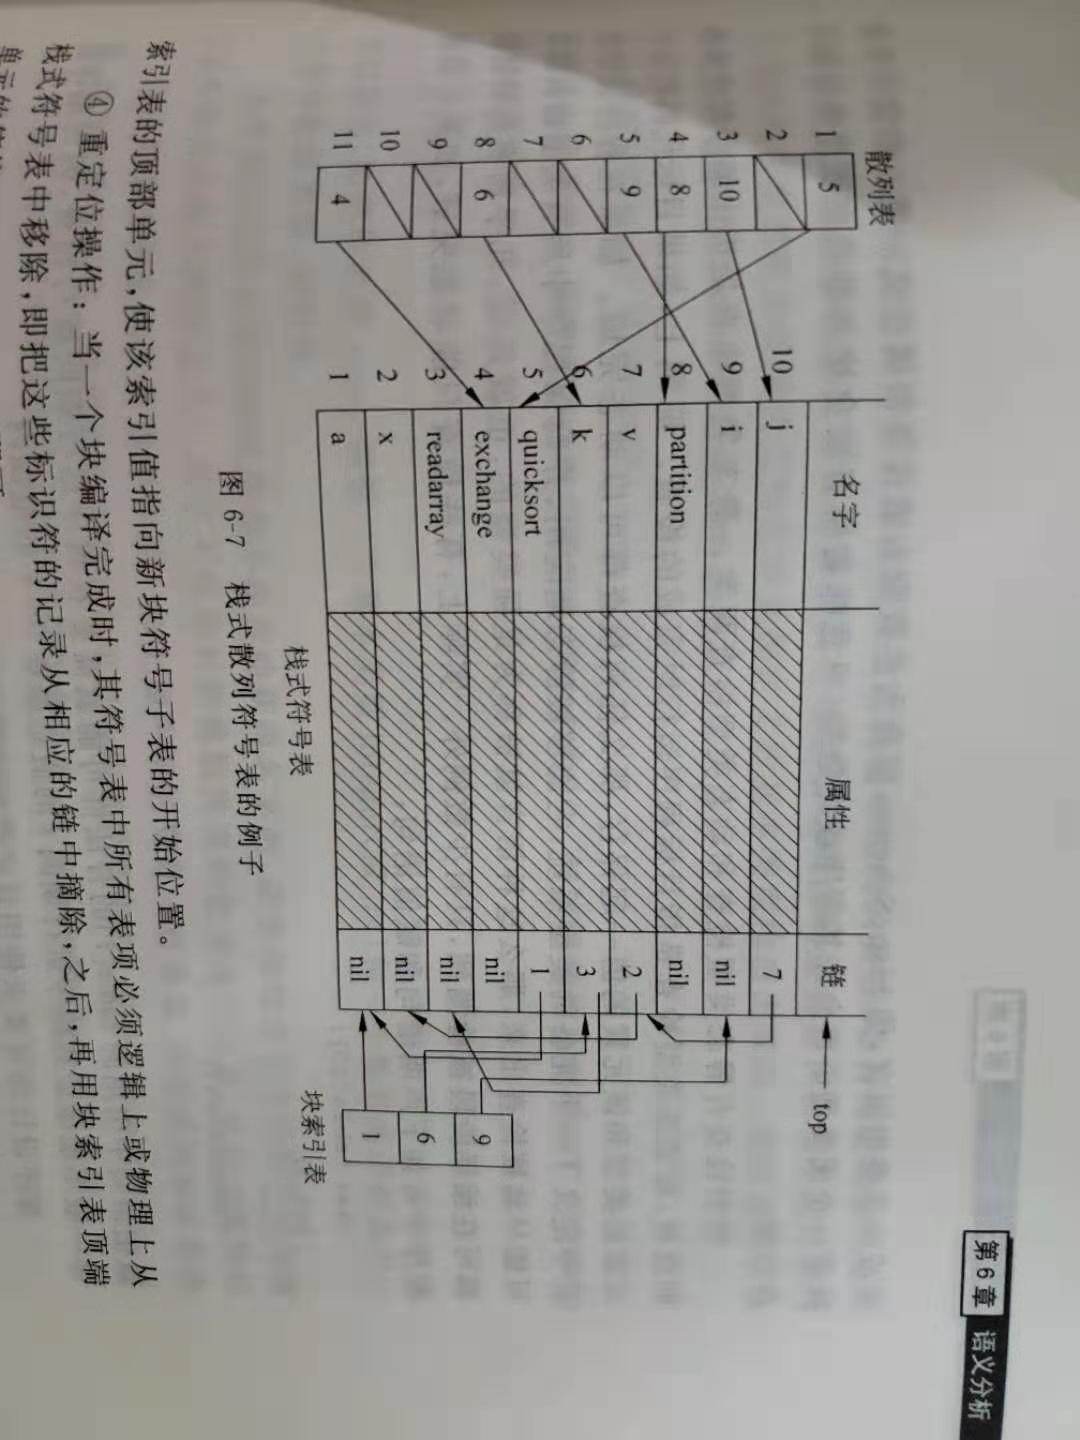 第6章 语义分析
散列表
1 5
2
3 10
4 8
5 9
6
7
8 6
9
10
11 4
名字 属性 链 top
10 j 7
9 i nil
8 partition nil
7 v 2
6 k 3
5 quicksort 1
4 exchange nil
3 readarray nil
2 x nil
1 a nil
栈式符号表
9
6
1
块索引表
图 6-7 栈式散列符号表的例子
索引表的顶部单元,使该索引值指向新块符号子表的开始位置。
④ 重定位操作:当一个块编译完成时,其符号表中所有表项必须逻辑上或物理上从
栈式符号表中移除,即把这些标识符的记录从相应的链中摘除,之后,再用块索引表顶端